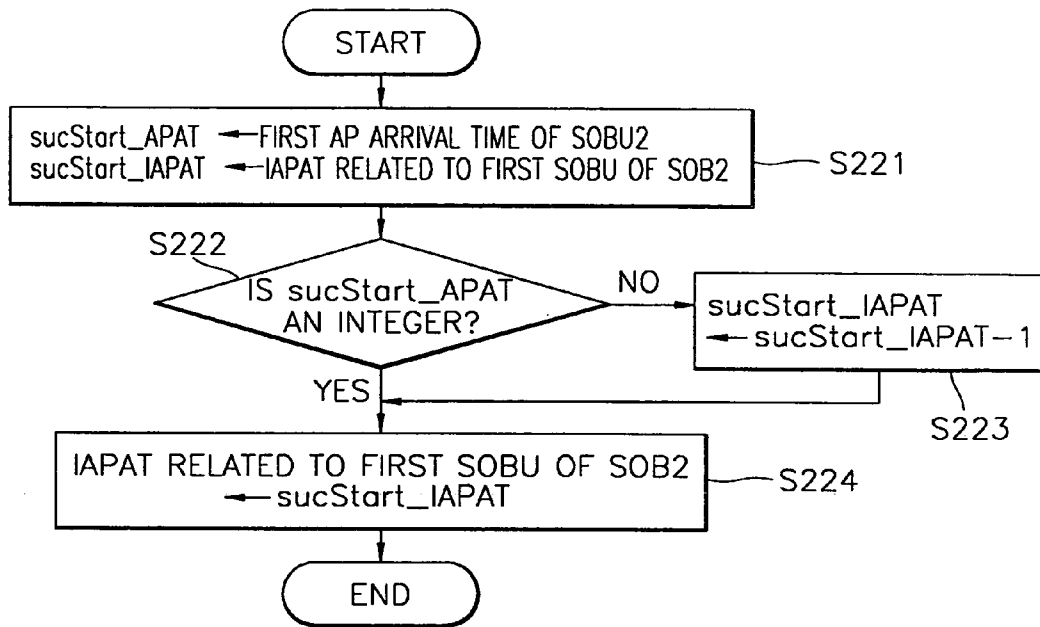 START
sucStart_APAT ← FIRST AP ARRIVAL TIME OF SOBU2
sucStart_IAPAT ← IAPAT RELATED TO FIRST SOBU OF SOB2
S221
S222
IS sucStart_APAT
AN INTEGER?
NO
sucStart_IAPAT
← sucStart_IAPAT-1
S223
YES
IAPAT RELATED TO FIRST SOBU OF SOB2
← sucStart_IAPAT
S224
END